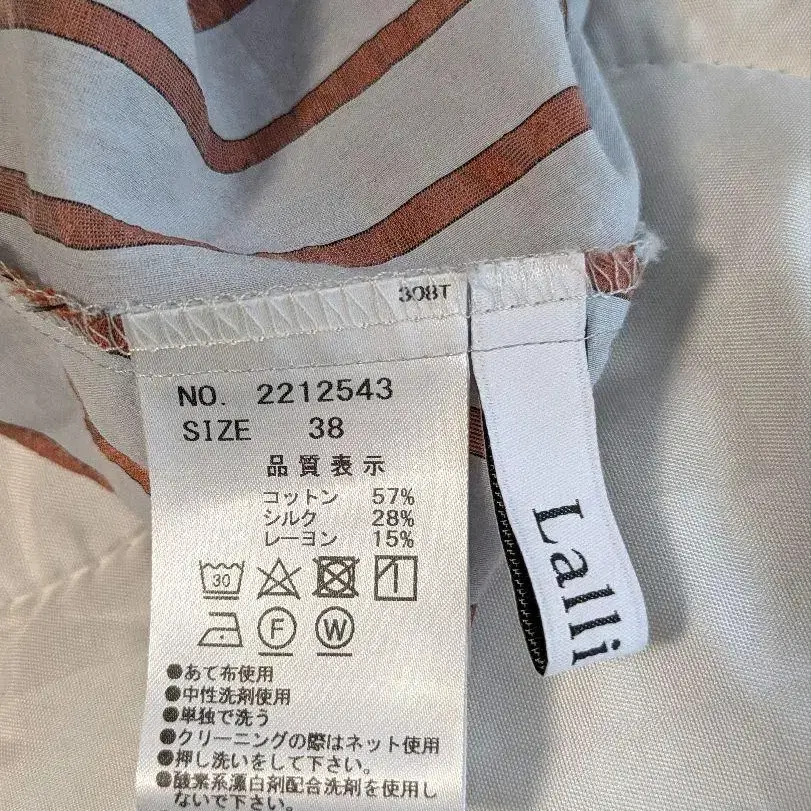 308T
NO. 2212543
SIZE 38
品質表示
コットン 57%
シルク 28%
レーヨン 15%
30
F W
●あて布使用
●中性洗剤使用
●単独で洗う
●クリーニングの際はネット使用
●押し洗いをして下さい。
●酸素系漂白剤配合洗剤を使用し
ないで下さい。
Lalli